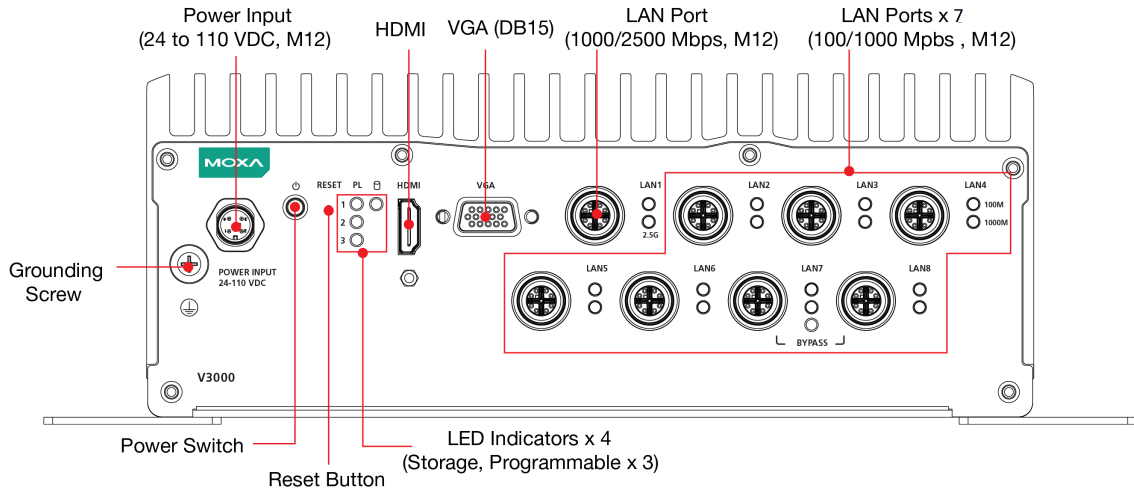 Power Input
(24 to 110 VDC, M12)
HDMI
VGA (DB15)
LAN Port
(1000/2500 Mbps, M12)
LAN Ports x 7
(100/1000 Mpbs , M12)
MOXA
RESET
PL
HDMI
VGA
LAN1
LAN2
LAN3
LAN4
1
2
3
100M
1000M
2.5G
Grounding
Screw
POWER INPUT
24-110 VDC
LAN5
LAN6
LAN7
LAN8
BYPASS
V3000
Power Switch
Reset Button
LED Indicators x 4
(Storage, Programmable x 3)